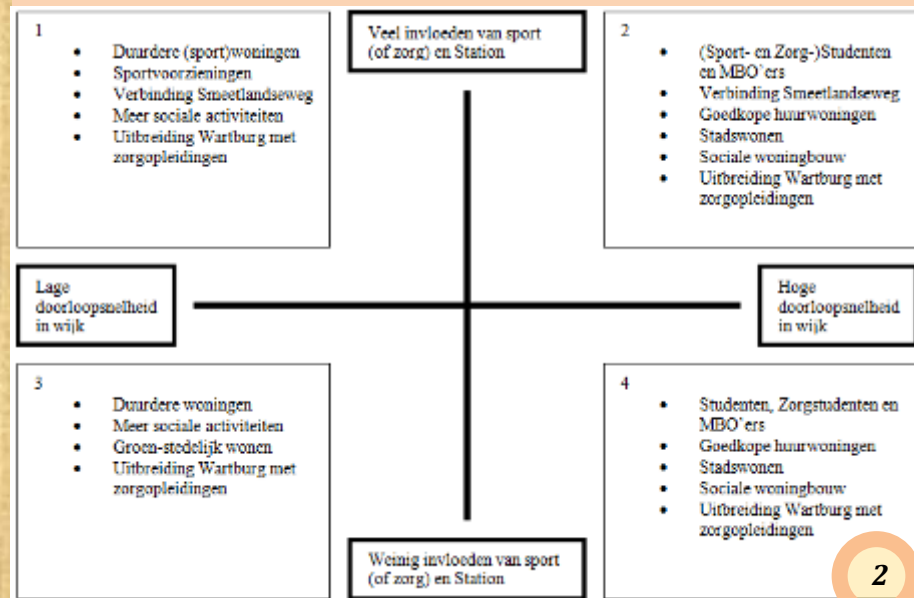 1
• Duurdere (sport)woningen
• Sportvoorzieningen
• Verbinding Smeetlandseweg
• Meer sociale activiteiten
• Uitbreiding Wartburg met
zorgopleidingen
Veel invloeden van sport
(of zorg) en Station
2
• (Sport- en Zorg-)Studenten
en MBO`ers
• Verbinding Smeetlandseweg
• Goedkope huurwoningen
• Stadswonen
• Sociale woningbouw
• Uitbreiding Wartburg met
zorgopleidingen
Lage
doorloopsnelheid
in wijk
Hoge
doorloopsnelheid
in wijk
3
• Duurdere woningen
• Meer sociale activiteiten
• Groen-stedelijk wonen
• Uitbreiding Wartburg met
zorgopleidingen
4
• Studenten, Zorgstudenten en
MBO`ers
• Goedkope huurwoningen
• Stadswonen
• Sociale woningbouw
• Uitbreiding Wartburg met
zorgopleidingen
Weinig invloeden van sport
(of zorg) en Station
2